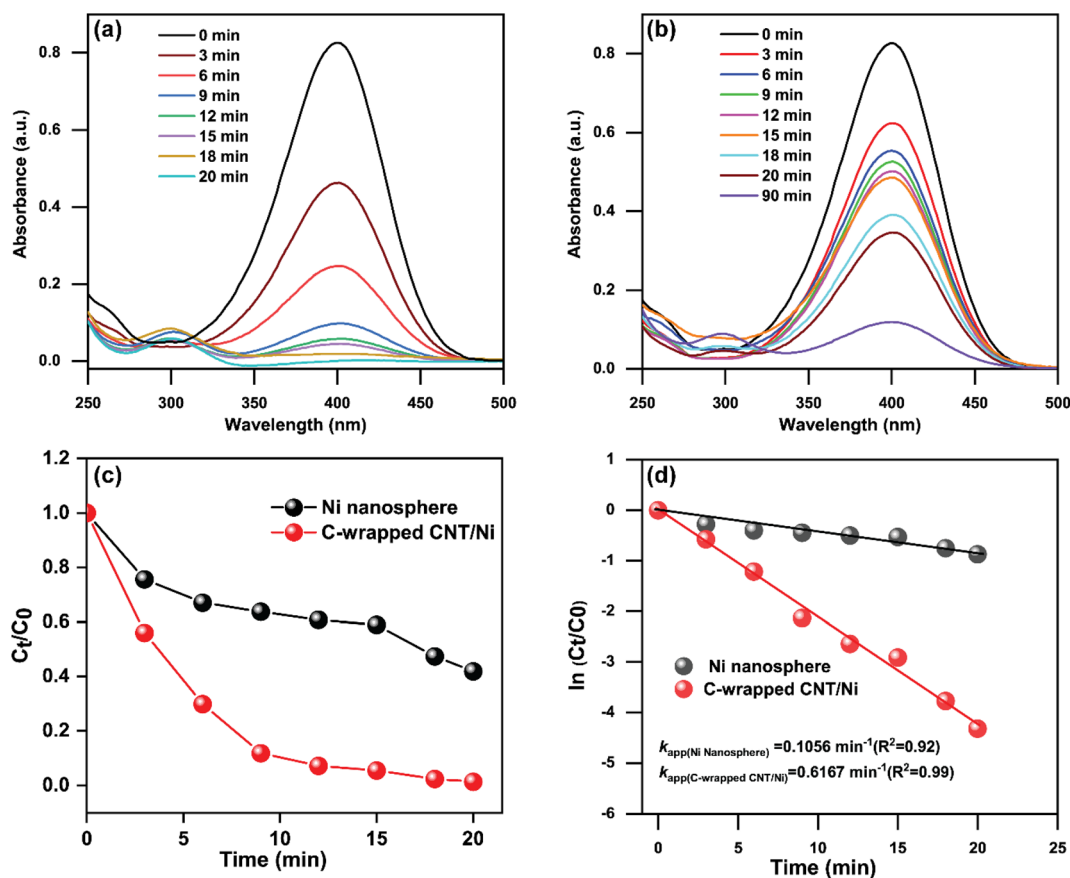 (a)
0 min
3 min
6 min
9 min
12 min
15 min
18 min
20 min
0.8
0.6
0.4
0.2
0.0
Absorbance (a.u.)
250 300 350 400 450 500
Wavelength (nm)
(b)
0 min
3 min
6 min
9 min
12 min
15 min
18 min
20 min
90 min
0.8
0.6
0.4
0.2
0.0
Absorbance (a.u.)
250 300 350 400 450 500
Wavelength (nm)
(c)
Ni nanosphere
C-wrapped CNT/Ni
1.2
1.0
0.8
0.6
0.4
0.2
0.0
Ct/C0
0 5 10 15 20
Time (min)
(d)
1
0
-1
-2
-3
-4
-5
-6
ln (Ct/C0)
Ni nanosphere
C-wrapped CNT/Ni
kapp(Ni Nanosphere) =0.1056 min⁻¹(R²=0.92)
kapp(C-wrapped CNT/Ni)=0.6167 min⁻¹(R²=0.99)
0 5 10 15 20 25
Time (min)